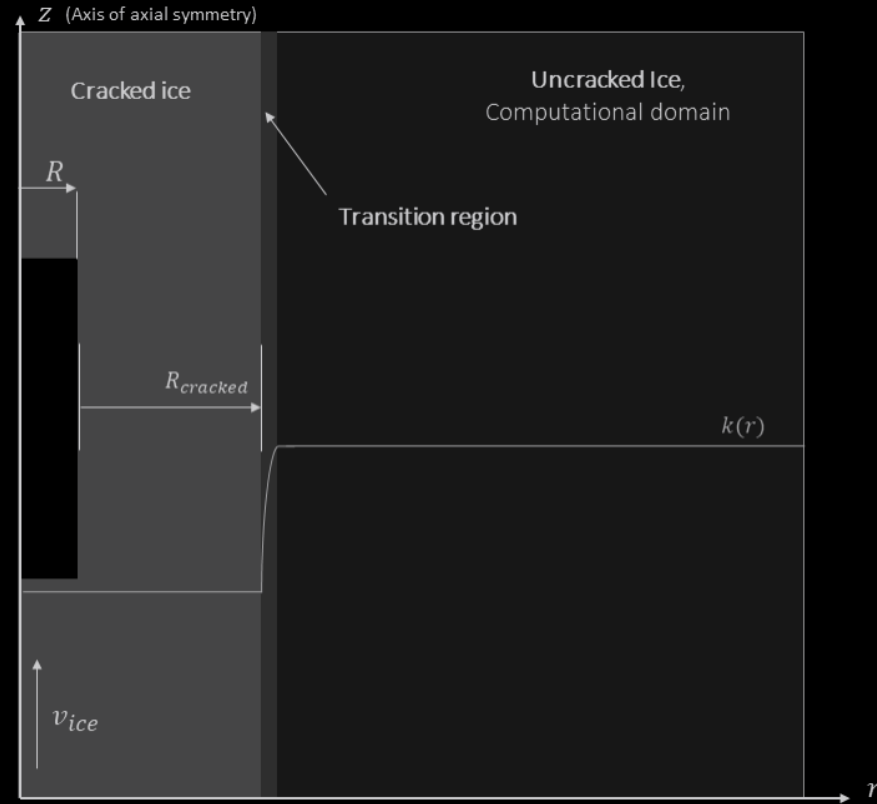 z (Axis of axial symmetry)
Cracked ice
Uncracked Ice,
Computational domain
R
Transition region
R_cracked
k(r)
v_ice
r